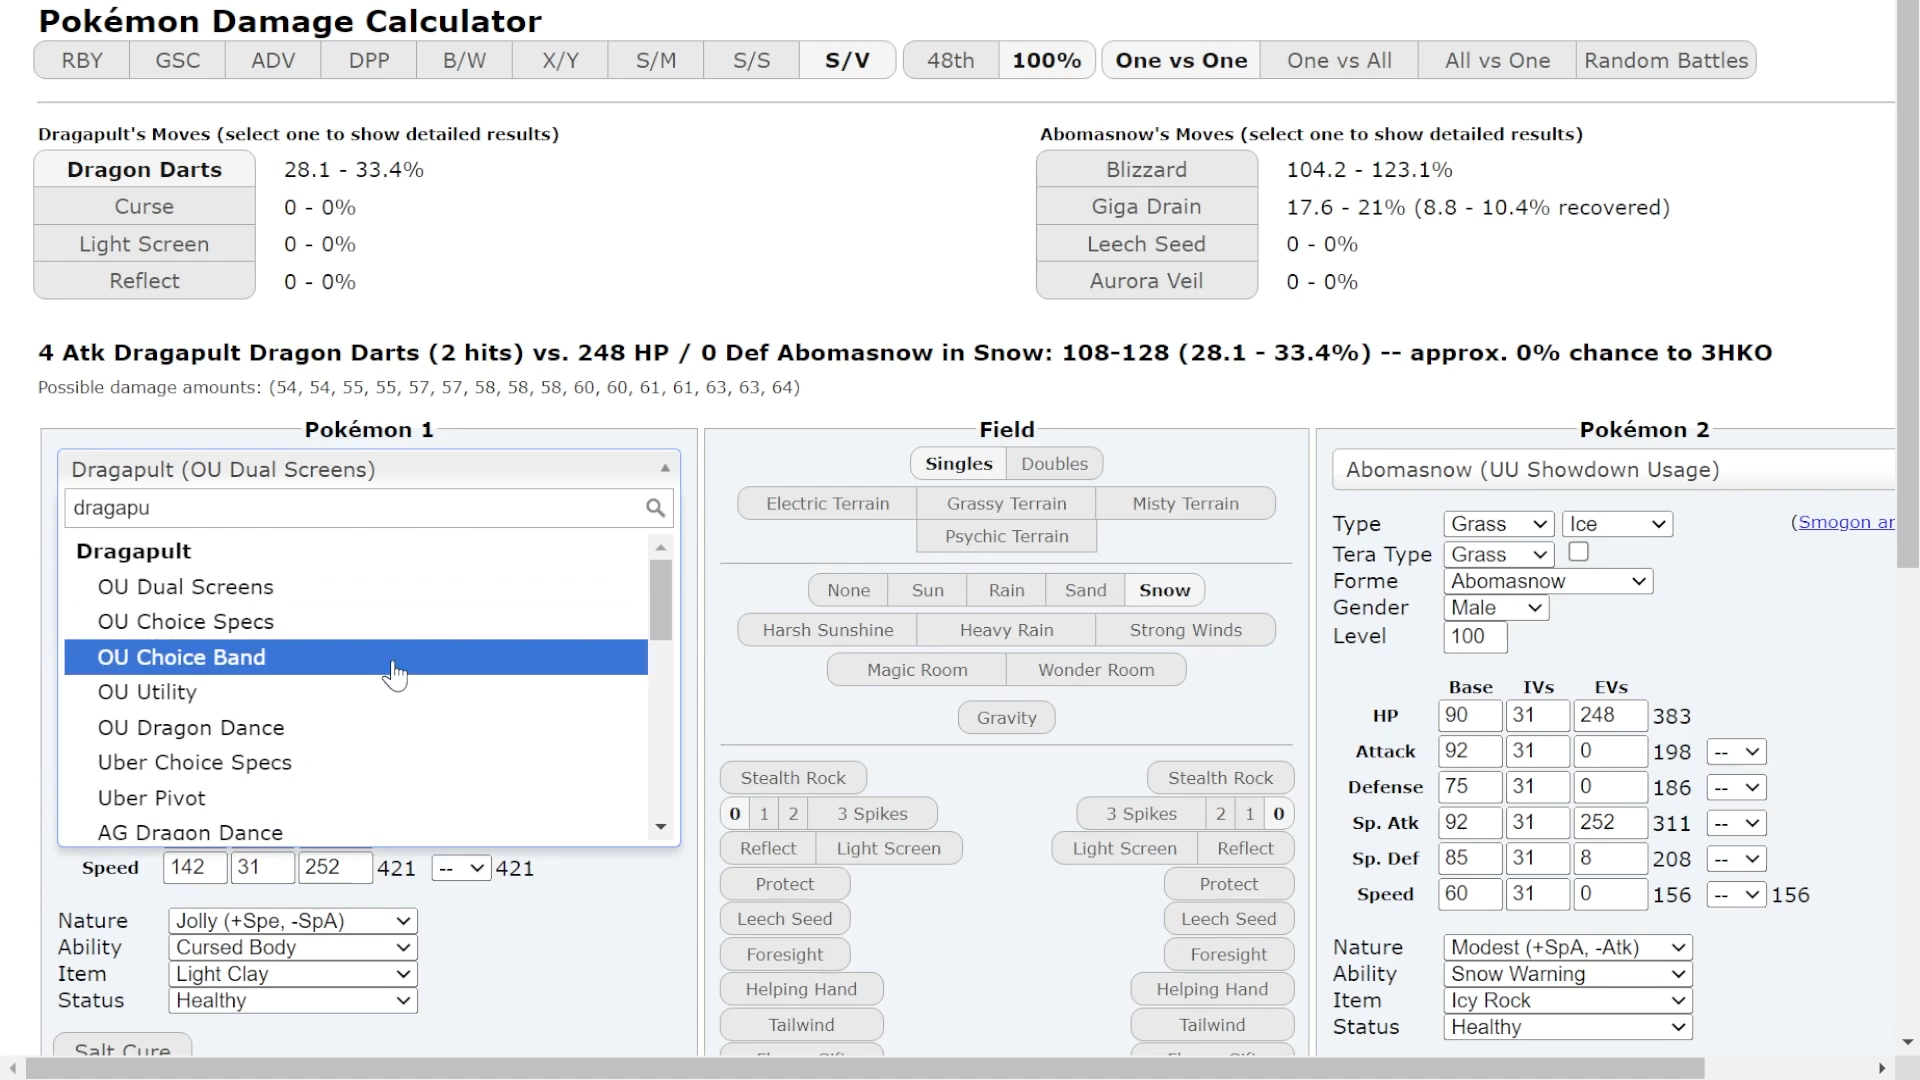 Pokémon Damage Calculator
RBY GSC ADV DPP B/W X/Y S/M S/S S/V 48th 100% One vs One One vs All All vs One Random Battles
Dragapult's Moves (select one to show detailed results)
Dragon Darts 28.1 - 33.4%
Curse 0 - 0%
Light Screen 0 - 0%
Reflect 0 - 0%
Abomasnow's Moves (select one to show detailed results)
Blizzard 104.2 - 123.1%
Giga Drain 17.6 - 21% (8.8 - 10.4% recovered)
Leech Seed 0 - 0%
Aurora Veil 0 - 0%
4 Atk Dragapult Dragon Darts (2 hits) vs. 248 HP / 0 Def Abomasnow in Snow: 108-128 (28.1 - 33.4%) -- approx. 0% chance to 3HKO
Possible damage amounts: (54, 54, 55, 55, 57, 57, 58, 58, 58, 60, 60, 61, 61, 63, 63, 64)
Pokémon 1
Dragapult (OU Dual Screens)
dragapu
Dragapult
OU Dual Screens
OU Choice Specs
OU Choice Band
OU Utility
OU Dragon Dance
Uber Choice Specs
Uber Pivot
AG Dragon Dance
Speed 142 31 252 421 -- 421
Nature Jolly (+Spe, -SpA)
Ability Cursed Body
Item Light Clay
Status Healthy
Salt Cure
Field
Singles Doubles
Electric Terrain Grassy Terrain Misty Terrain
Psychic Terrain
None Sun Rain Sand Snow
Harsh Sunshine Heavy Rain Strong Winds
Magic Room Wonder Room
Gravity
Stealth Rock Stealth Rock
0 1 2 3 Spikes 3 Spikes 2 1 0
Reflect Light Screen Light Screen Reflect
Protect Protect
Leech Seed Leech Seed
Foresight Foresight
Helping Hand Helping Hand
Tailwind Tailwind
Pokémon 2
Abomasnow (UU Showdown Usage)
Type Grass Ice (Smogon ar
Tera Type Grass
Forme Abomasnow
Gender Male
Level 100
Base IVs EVs
HP 90 31 248 383
Attack 92 31 0 198 --
Defense 75 31 0 186 --
Sp. Atk 92 31 252 311 --
Sp. Def 85 31 8 208 --
Speed 60 31 0 156 -- 156
Nature Modest (+SpA, -Atk)
Ability Snow Warning
Item Icy Rock
Status Healthy